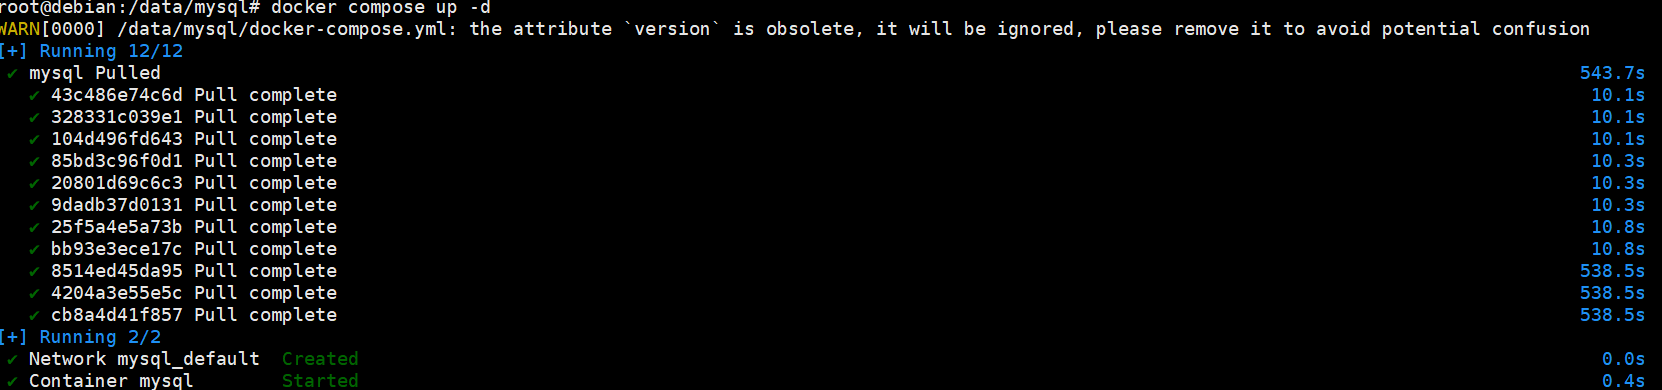 root@debian:/data/mysql# docker compose up -d
WARN[0000] /data/mysql/docker-compose.yml: the attribute `version` is obsolete, it will be ignored, please remove it to avoid potential confusion
[+] Running 12/12
✔ mysql Pulled 543.7s
✔ 43c486e74c6d Pull complete 10.1s
✔ 328331c039e1 Pull complete 10.1s
✔ 104d496fd643 Pull complete 10.1s
✔ 85bd3c96f0d1 Pull complete 10.3s
✔ 20801d69c6c3 Pull complete 10.3s
✔ 9dadb37d0131 Pull complete 10.3s
✔ 25f5a4e5a73b Pull complete 10.8s
✔ bb93e3ece17c Pull complete 10.8s
✔ 8514ed45da95 Pull complete 538.5s
✔ 4204a3e55e5c Pull complete 538.5s
✔ cb8a4d41f857 Pull complete 538.5s
[+] Running 2/2
✔ Network mysql_default Created 0.0s
✔ Container mysql Started 0.4s